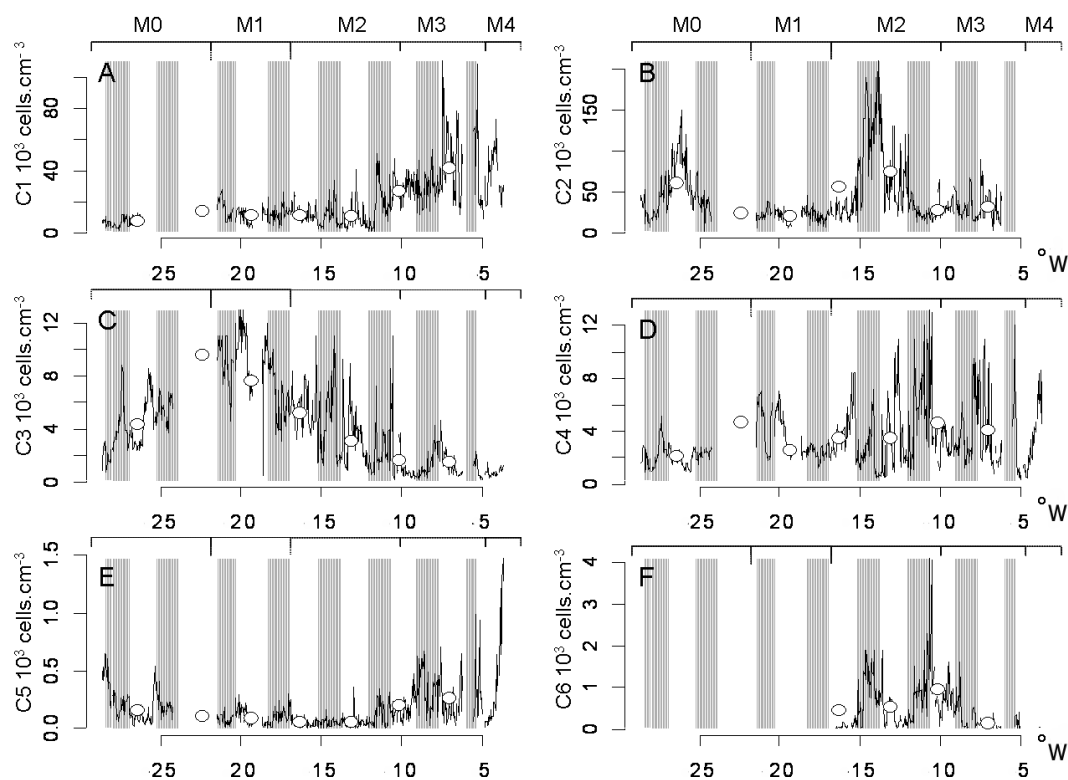 M0 M1 M2 M3 M4 M0 M1 M2 M3 M4
A
C1 10³ cells.cm⁻³
0 40 80
25 20 15 10 5
B
C2 10³ cells.cm⁻³
0 50 150
25 20 15 10 5 °W
C
C3 10³ cells.cm⁻³
0 4 8 12
25 20 15 10 5
D
C4 10³ cells.cm⁻³
0 4 8 12
25 20 15 10 5 °W
E
C5 10³ cells.cm⁻³
0.0 0.5 1.0 1.5
25 20 15 10 5
F
C6 10³ cells.cm⁻³
0 1 2 3 4
25 20 15 10 5 °W